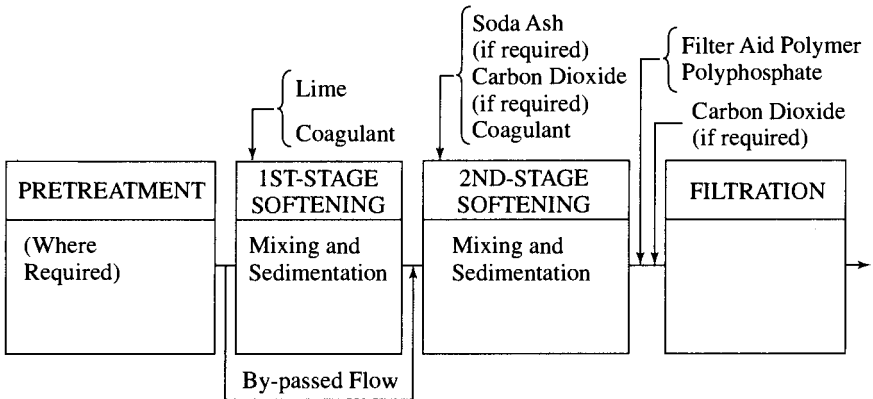 Soda Ash
(if required)
Carbon Dioxide
(if required)
Coagulant
Filter Aid Polymer
Polyphosphate
Lime
Coagulant
Carbon Dioxide
(if required)
PRETREATMENT
1ST-STAGE
SOFTENING
2ND-STAGE
SOFTENING
FILTRATION
(Where
Required)
Mixing and
Sedimentation
Mixing and
Sedimentation
By-passed Flow